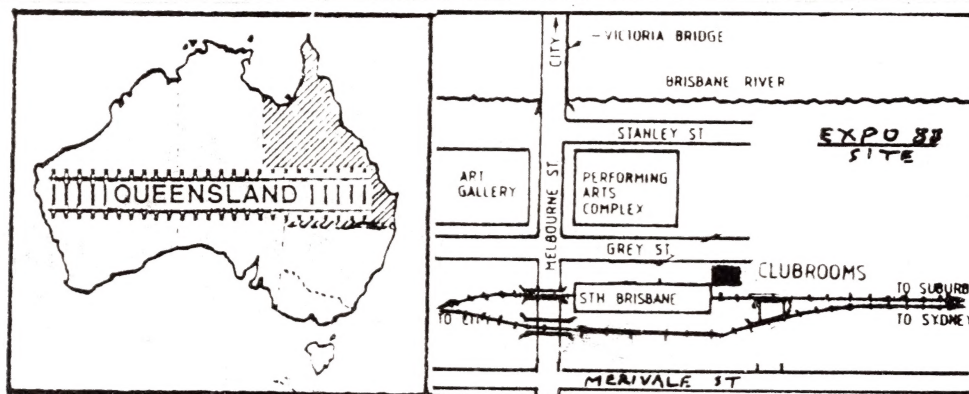 QUEENSLAND
CITY →
VICTORIA BRIDGE
BRISBANE RIVER
STANLEY ST
EXPO 88
SITE
ART
GALLERY
MELBOURNE ST
PERFORMING
ARTS
COMPLEX
GREY ST
CLUBROOMS
STH BRISBANE
TO SUBURB
TO CITY
TO SYDNEY
MERIVALE ST